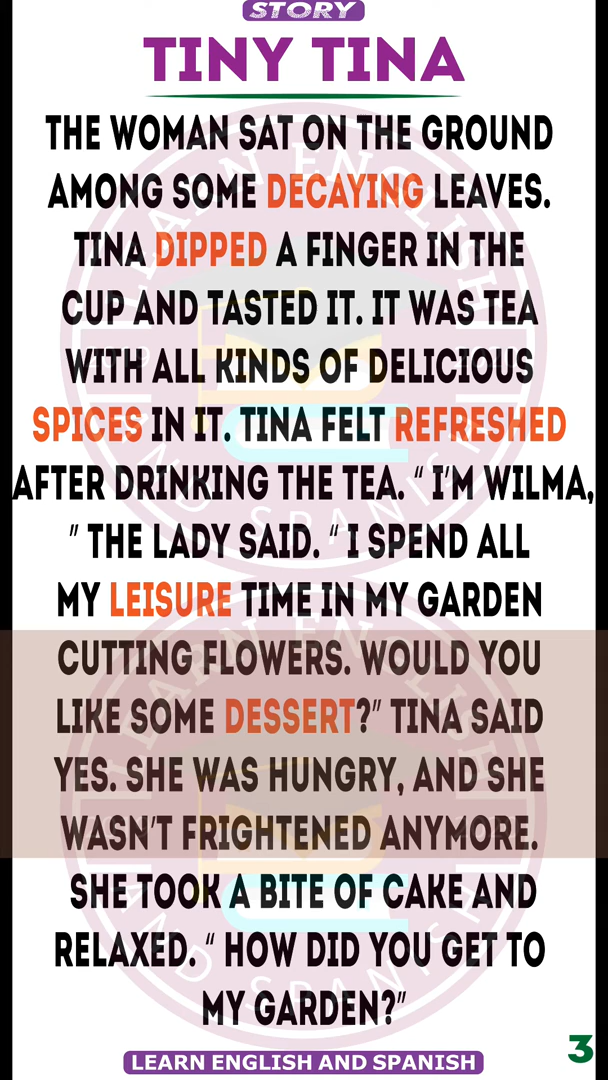 STORY
TINY TINA
THE WOMAN SAT ON THE GROUND
AMONG SOME DECAYING LEAVES.
TINA DIPPED A FINGER IN THE
CUP AND TASTED IT. IT WAS TEA
WITH ALL KINDS OF DELICIOUS
SPICES IN IT. TINA FELT REFRESHED
AFTER DRINKING THE TEA. “ I’M WILMA,
” THE LADY SAID. “ I SPEND ALL
MY LEISURE TIME IN MY GARDEN
CUTTING FLOWERS. WOULD YOU
LIKE SOME DESSERT?” TINA SAID
YES. SHE WAS HUNGRY, AND SHE
WASN’T FRIGHTENED ANYMORE.
SHE TOOK A BITE OF CAKE AND
RELAXED. “ HOW DID YOU GET TO
MY GARDEN?”
3
LEARN ENGLISH AND SPANISH